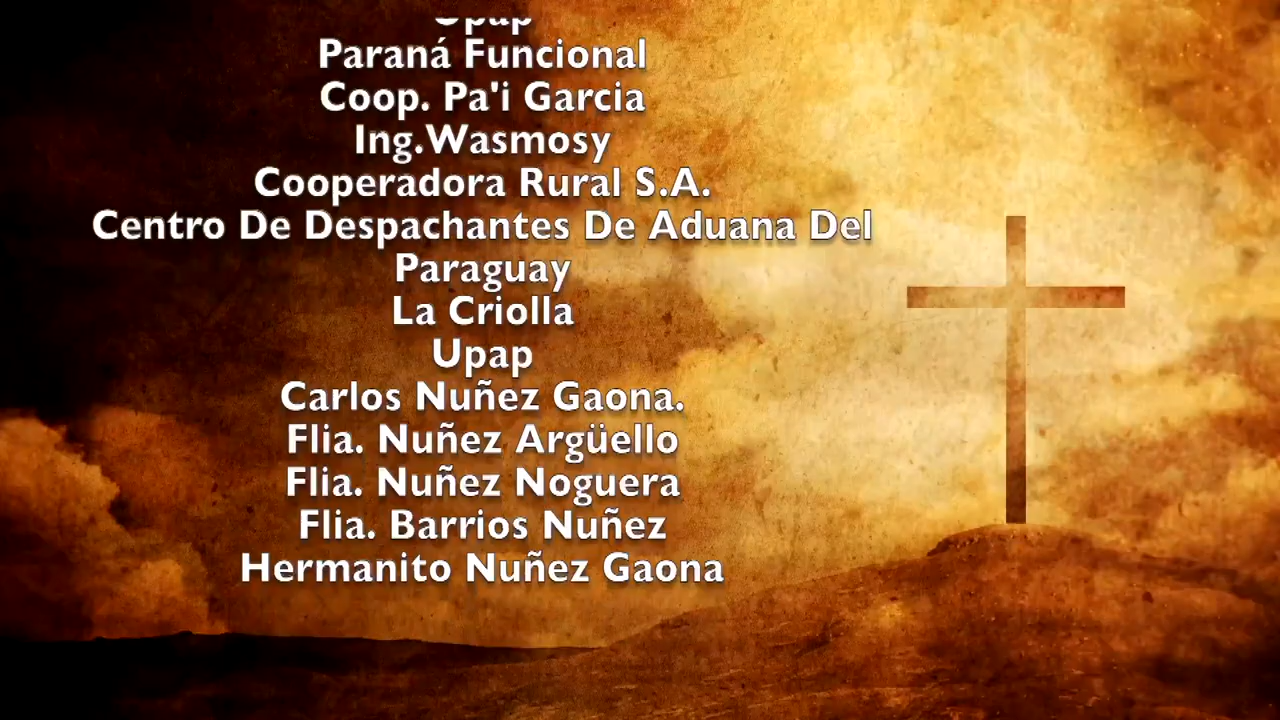 Upap
Paraná Funcional
Coop. Pa'i Garcia
Ing.Wasmosy
Cooperadora Rural S.A.
Centro De Despachantes De Aduana Del
Paraguay
La Criolla
Upap
Carlos Nuñez Gaona.
Flia. Nuñez Argüello
Flia. Nuñez Noguera
Flia. Barrios Nuñez
Hermanito Nuñez Gaona